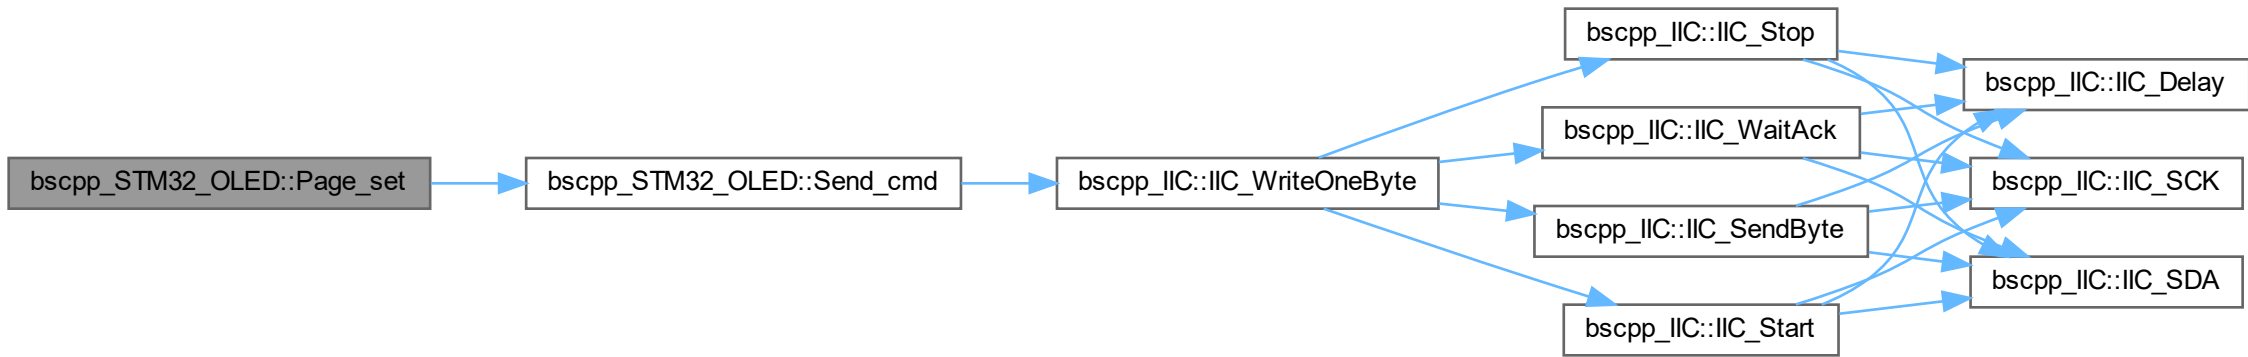 bscpp_STM32_OLED::Page_set
bscpp_STM32_OLED::Send_cmd
bscpp_IIC::IIC_WriteOneByte
bscpp_IIC::IIC_Stop
bscpp_IIC::IIC_WaitAck
bscpp_IIC::IIC_SendByte
bscpp_IIC::IIC_Start
bscpp_IIC::IIC_Delay
bscpp_IIC::IIC_SCK
bscpp_IIC::IIC_SDA